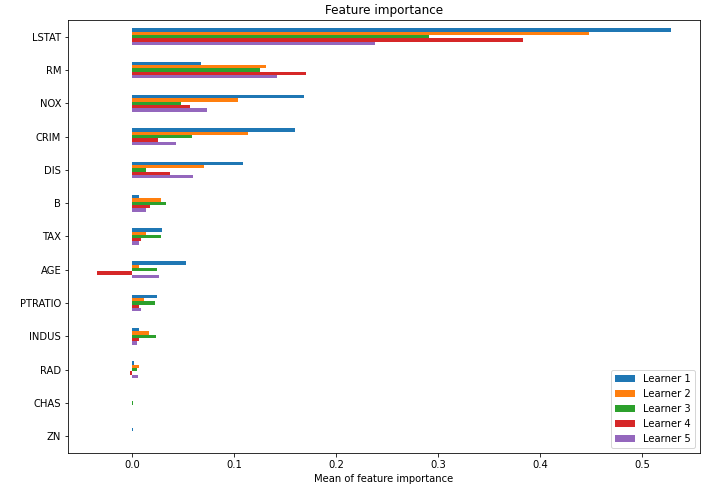 Feature importance
LSTAT
RM
NOX
CRIM
DIS
B
TAX
AGE
PTRATIO
INDUS
RAD
CHAS
ZN
Learner 1
Learner 2
Learner 3
Learner 4
Learner 5
0.0 0.1 0.2 0.3 0.4 0.5
Mean of feature importance